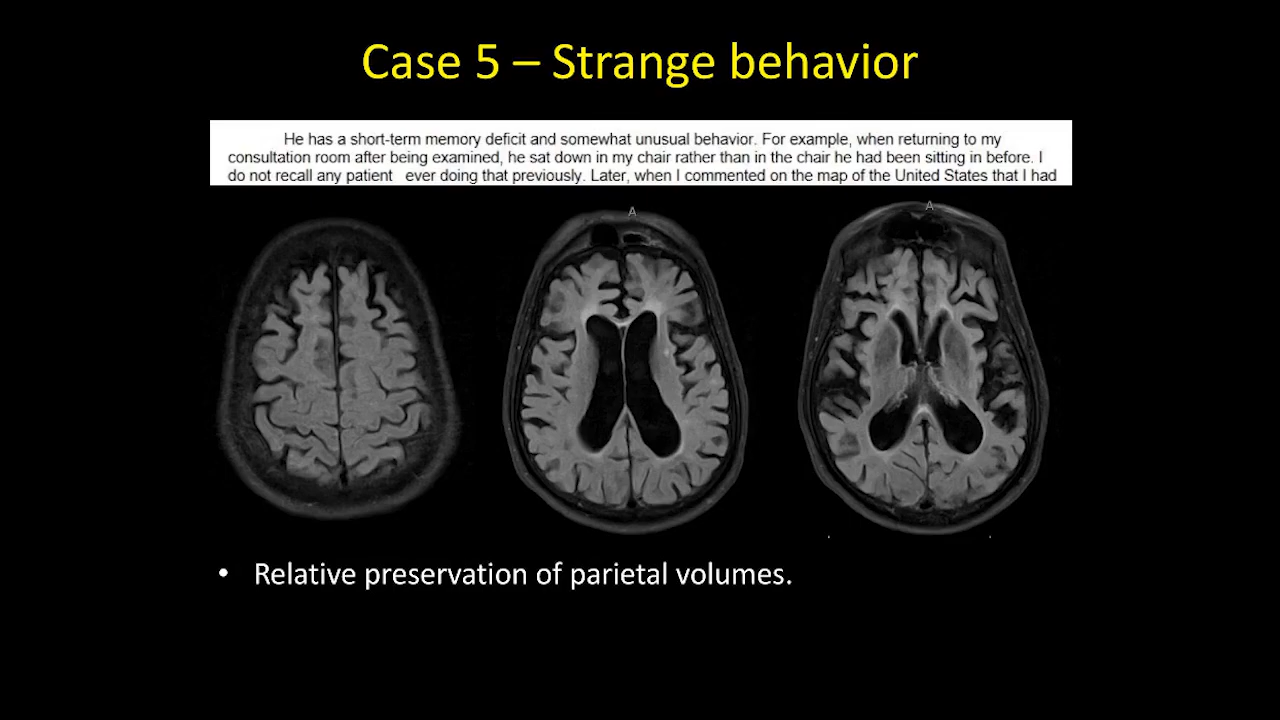 Case 5 – Strange behavior
He has a short-term memory deficit and somewhat unusual behavior. For example, when returning to my
consultation room after being examined, he sat down in my chair rather than in the chair he had been sitting in before. I
do not recall any patient ever doing that previously. Later, when I commented on the map of the United States that I had
A
A
• Relative preservation of parietal volumes.